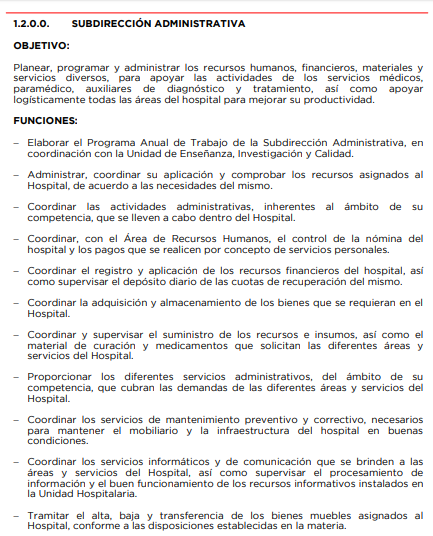 1.2.0.0. SUBDIRECCIÓN ADMINISTRATIVA
OBJETIVO:
Planear, programar y administrar los recursos humanos, financieros, materiales y
servicios diversos, para apoyar las actividades de los servicios médicos,
paramédico, auxiliares de diagnóstico y tratamiento, así como apoyar
logísticamente todas las áreas del hospital para mejorar su productividad.
FUNCIONES:
– Elaborar el Programa Anual de Trabajo de la Subdirección Administrativa, en
coordinación con la Unidad de Enseñanza, Investigación y Calidad.
– Administrar, coordinar su aplicación y comprobar los recursos asignados al
Hospital, de acuerdo a las necesidades del mismo.
– Coordinar las actividades administrativas, inherentes al ámbito de su
competencia, que se lleven a cabo dentro del Hospital.
– Coordinar, con el Área de Recursos Humanos, el control de la nómina del
hospital y los pagos que se realicen por concepto de servicios personales.
– Coordinar el registro y aplicación de los recursos financieros del hospital, así
como supervisar el depósito diario de las cuotas de recuperación del mismo.
– Coordinar la adquisición y almacenamiento de los bienes que se requieran en el
Hospital.
– Coordinar y supervisar el suministro de los recursos e insumos, así como el
material de curación y medicamentos que solicitan las diferentes áreas y
servicios del Hospital.
– Proporcionar los diferentes servicios administrativos, del ámbito de su
competencia, que cubran las demandas de las diferentes áreas y servicios del
Hospital.
– Coordinar los servicios de mantenimiento preventivo y correctivo, necesarios
para mantener el mobiliario y la infraestructura del hospital en buenas
condiciones.
– Coordinar los servicios informáticos y de comunicación que se brinden a las
áreas y servicios del Hospital, así como supervisar el procesamiento de
información y el buen funcionamiento de los recursos informativos instalados en
la Unidad Hospitalaria.
– Tramitar el alta, baja y transferencia de los bienes muebles asignados al
Hospital, conforme a las disposiciones establecidas en la materia.